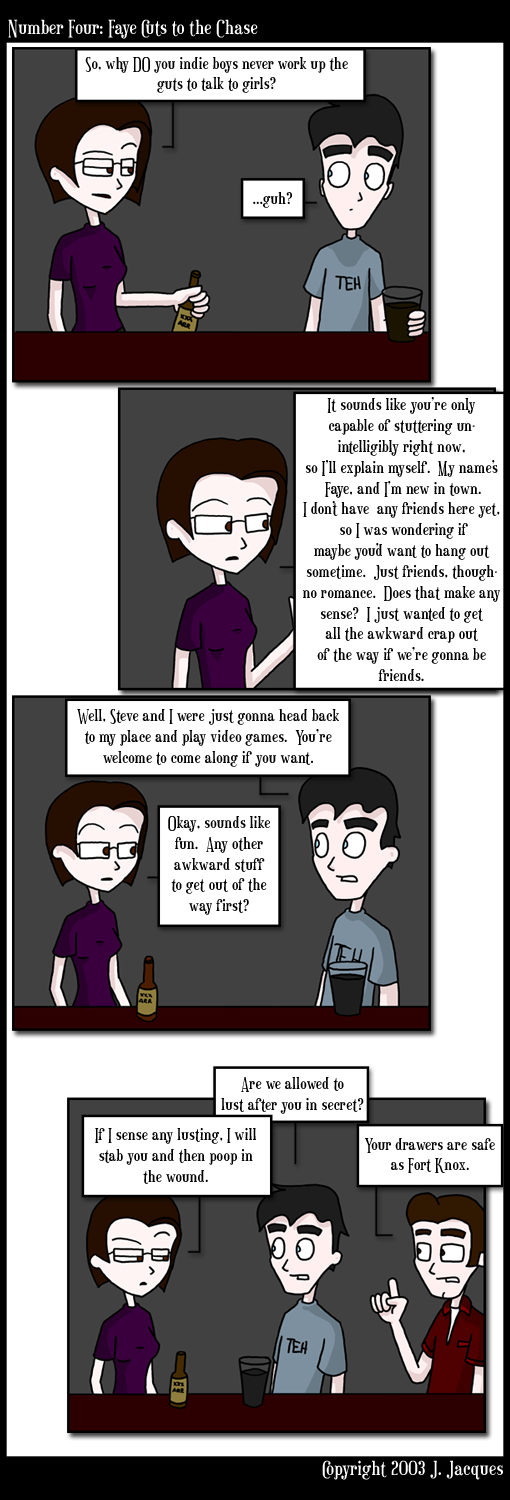 Number Four: Faye Cuts to the Chase
So, why DO you indie boys never work up the
guts to talk to girls?
...guh?
TEH
XXX
ARR
It sounds like you're only
capable of stuttering un-
intelligibly right now,
so I'll explain myself. My name's
Faye, and I'm new in town.
I don't have any friends here yet,
so I was wondering if
maybe you'd want to hang out
sometime. Just friends, though-
no romance. Does that make any
sense? I just wanted to get
all the awkward crap out
of the way if we're gonna be
friends.
Well, Steve and I were just gonna head back
to my place and play video games. You're
welcome to come along if you want.
Okay, sounds like
fun. Any other
awkward stuff
to get out of the
way first?
TEH
XXX
ARR
Are we allowed to
lust after you in secret?
If I sense any lusting, I will
stab you and then poop in
the wound.
Your drawers are safe
as Fort Knox.
TEH
XXX
ARR
Copyright 2003 J. Jacques